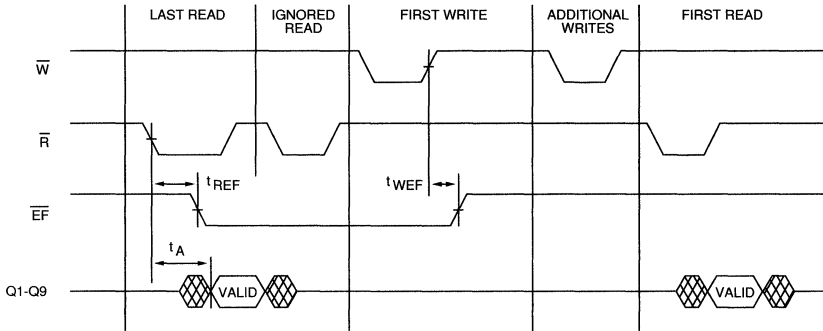 LAST READ
IGNORED
READ
FIRST WRITE
ADDITIONAL
WRITES
FIRST READ
W
R
tREF
tWEF
EF
tA
Q1-Q9
VALID
VALID